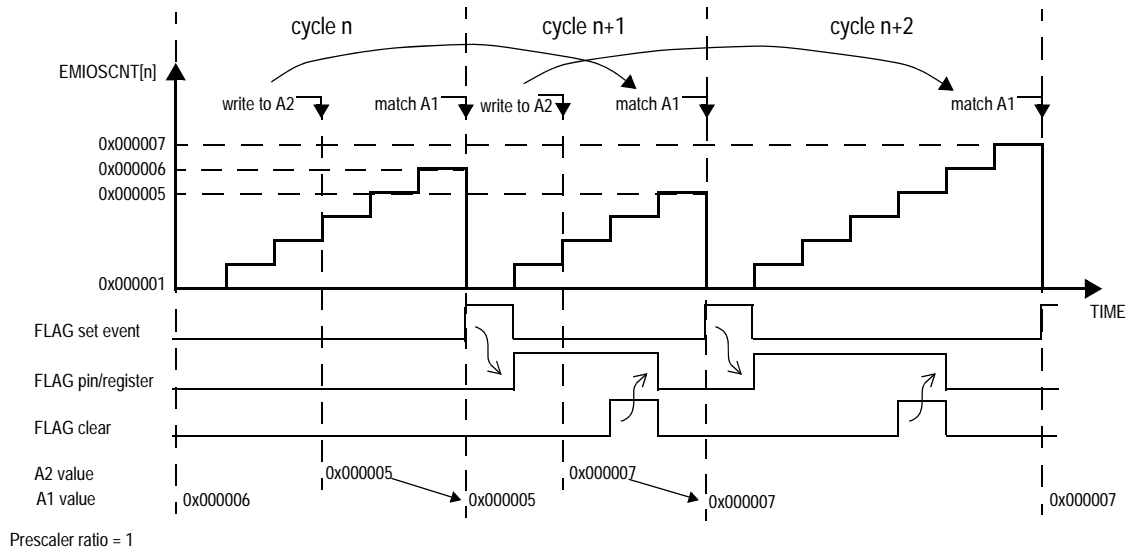 cycle n cycle n+1 cycle n+2
EMIOSCNT[n]
write to A2 match A1 write to A2 match A1 match A1
0x000007
0x000006
0x000005
0x000001
TIME
FLAG set event
FLAG pin/register
FLAG clear
A2 value 0x000005 0x000007
A1 value 0x000006 0x000005 0x000007 0x000007
Prescaler ratio = 1